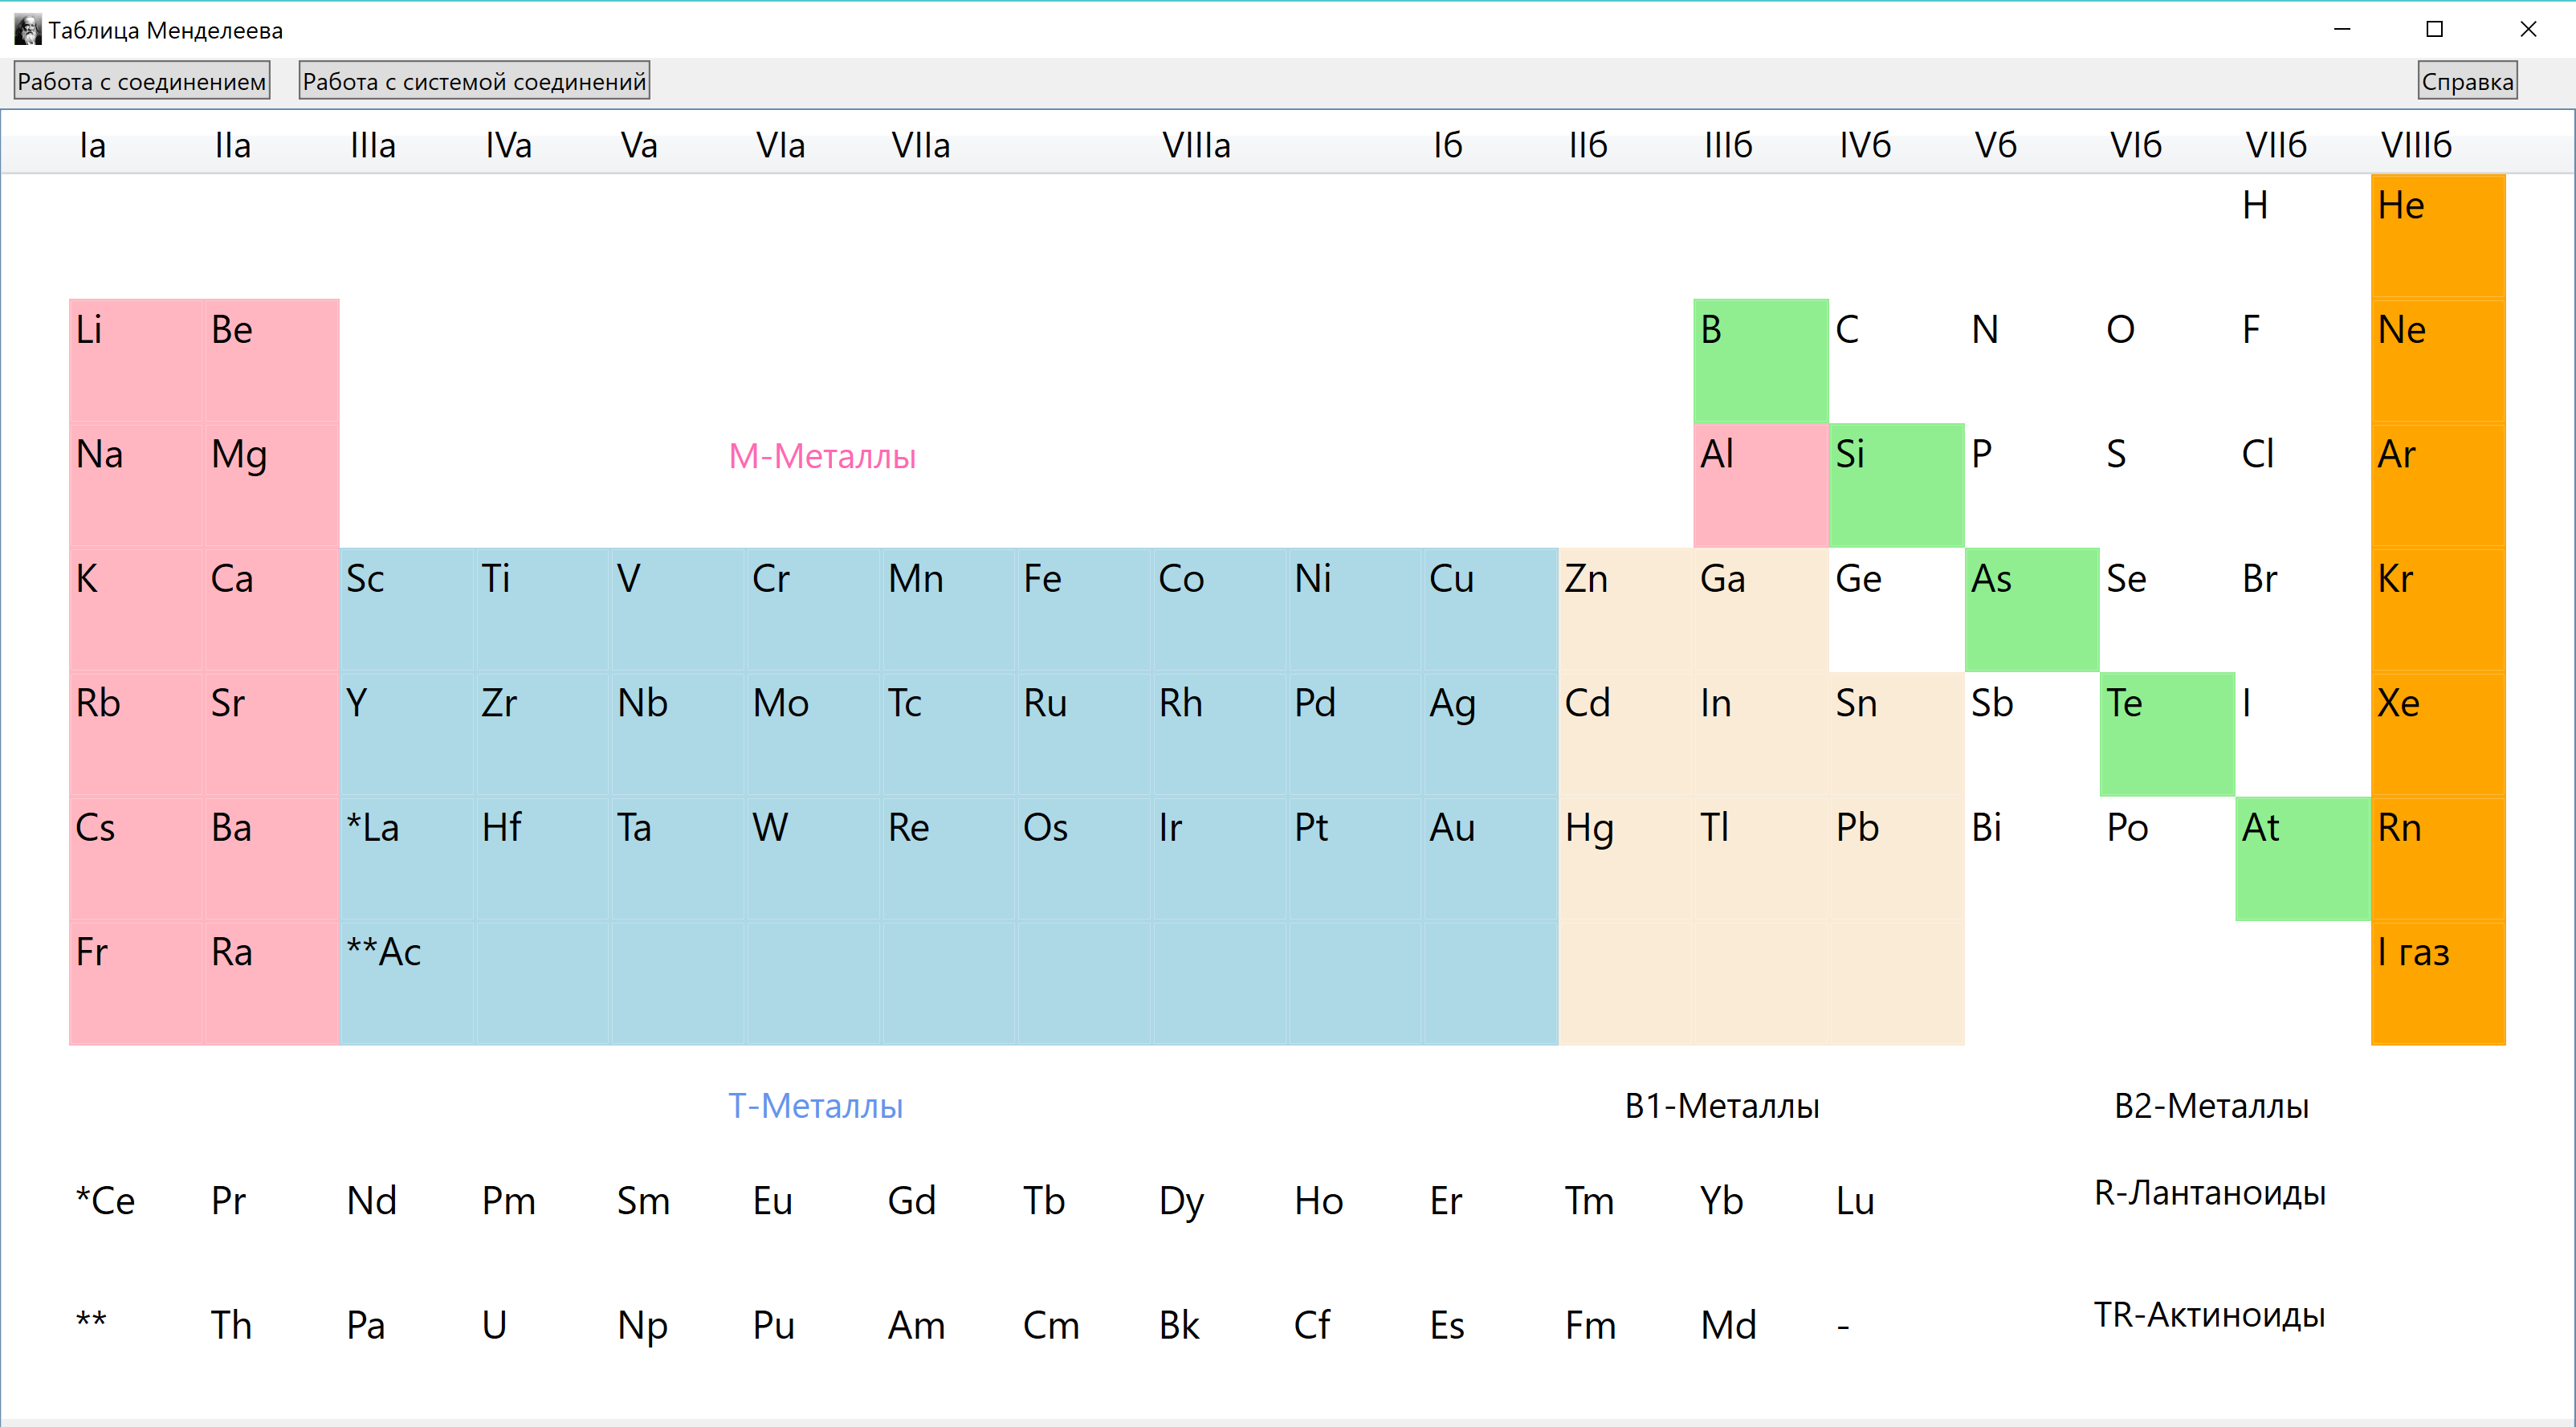 Таблица Менделеева
Работа с соединением Работа с системой соединений Справка
Ia IIa IIIa IVa Va VIa VIIa VIIIa Iб IIб IIIб IVб Vб VIб VIIб VIIIб
H He
Li Be B C N O F Ne
Na Mg М-Металлы Al Si P S Cl Ar
K Ca Sc Ti V Cr Mn Fe Co Ni Cu Zn Ga Ge As Se Br Kr
Rb Sr Y Zr Nb Mo Tc Ru Rh Pd Ag Cd In Sn Sb Te I Xe
Cs Ba *La Hf Ta W Re Os Ir Pt Au Hg Tl Pb Bi Po At Rn
Fr Ra **Ac I газ
Т-Металлы В1-Металлы В2-Металлы
*Ce Pr Nd Pm Sm Eu Gd Tb Dy Ho Er Tm Yb Lu R-Лантаноиды
** Th Pa U Np Pu Am Cm Bk Cf Es Fm Md - TR-Актиноиды